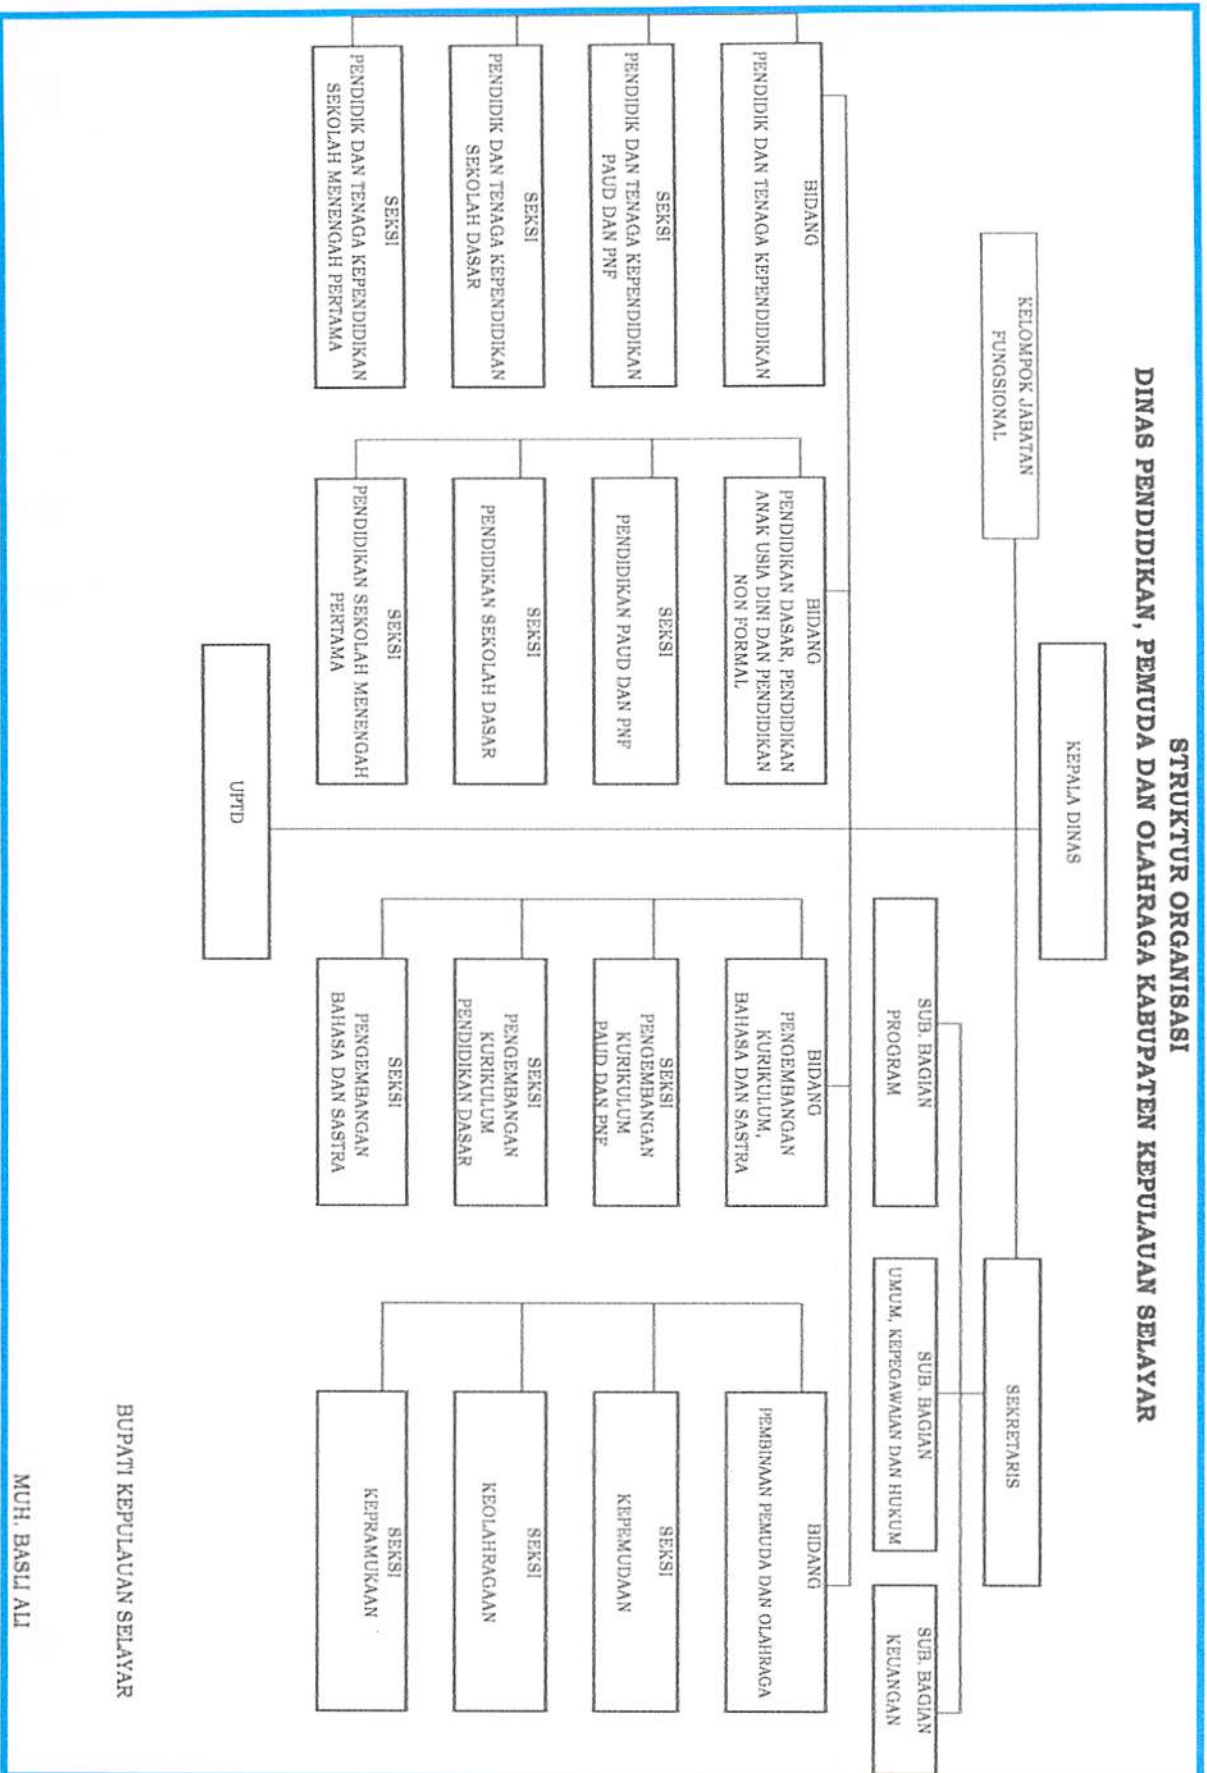 STRUKTUR ORGANISASI
DINAS PENDIDIKAN, PEMUDA DAN OLAHRAGA KABUPATEN KEPULAUAN SELAYAR
KEPALA DINAS
KELOMPOK JABATAN
FUNGSIONAL
SEKRETARIS
SUB. BAGIAN
PROGRAM
SUB. BAGIAN
UMUM, KEPEGAWAIAN DAN HUKUM
SUB. BAGIAN
KEUANGAN
BIDANG
PENDIDIK DAN TENAGA KEPENDIDIKAN
SEKSI
PENDIDIK DAN TENAGA KEPENDIDIKAN
PAUD DAN PNF
SEKSI
PENDIDIK DAN TENAGA KEPENDIDIKAN
SEKOLAH DASAR
SEKSI
PENDIDIK DAN TENAGA KEPENDIDIKAN
SEKOLAH MENENGAH PERTAMA
BIDANG
PENDIDIKAN DASAR, PENDIDIKAN
ANAK USIA DINI DAN PENDIDIKAN
NON FORMAL
SEKSI
PENDIDIKAN PAUD DAN PNF
SEKSI
PENDIDIKAN SEKOLAH DASAR
SEKSI
PENDIDIKAN SEKOLAH MENENGAH
PERTAMA
BIDANG
PENGEMBANGAN
KURIKULUM,
BAHASA DAN SASTRA
SEKSI
PENGEMBANGAN
KURIKULUM
PAUD DAN PNF
SEKSI
PENGEMBANGAN
KURIKULUM
PENDIDIKAN DASAR
SEKSI
PENGEMBANGAN
BAHASA DAN SASTRA
BIDANG
PEMBINAAN PEMUDA DAN OLAHRAGA
SEKSI
KEPEMUDAAN
SEKSI
KEOLAHRAGAAN
SEKSI
KEPRAMUKAAN
UPTD
BUPATI KEPULAUAN SELAYAR
MUH. BASLI ALI